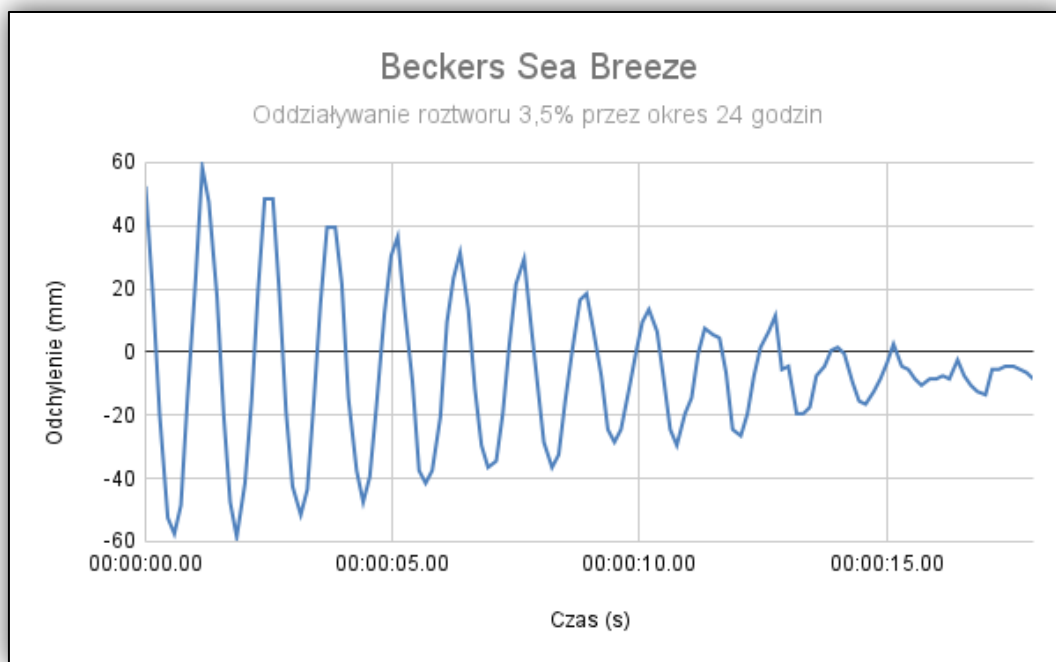 Beckers Sea Breeze
Oddziaływanie roztworu 3,5% przez okres 24 godzin
60
40
20
0
-20
-40
-60
Odchylenie (mm)
00:00:00.00 00:00:05.00 00:00:10.00 00:00:15.00
Czas (s)